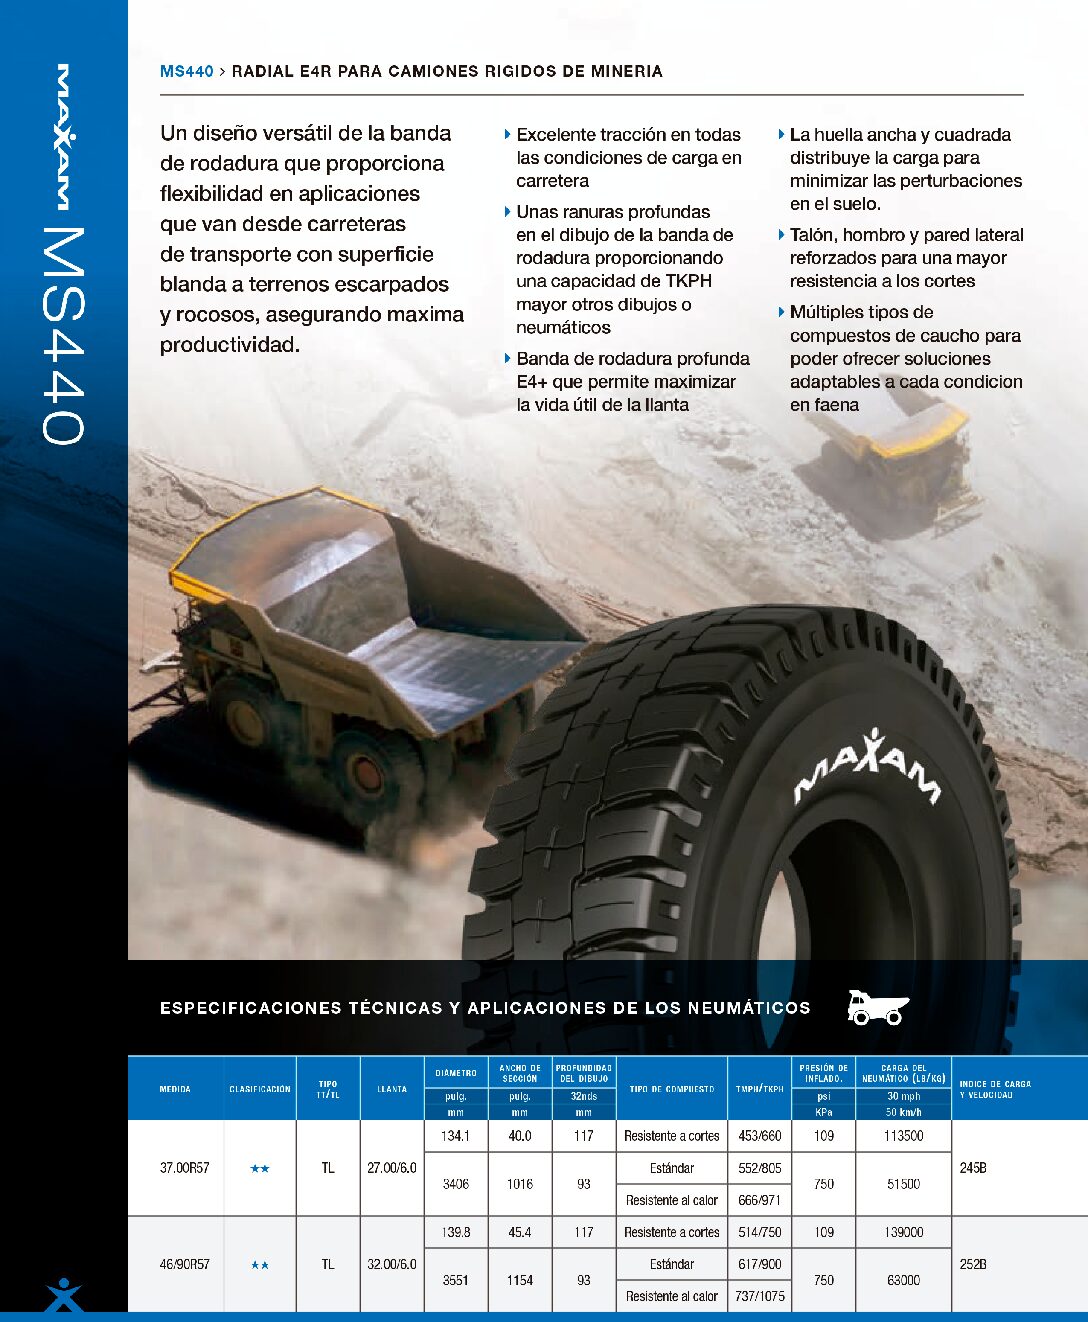 MAXAM MS440
MS440 > RADIAL E4R PARA CAMIONES RIGIDOS DE MINERIA
Un diseño versátil de la banda
de rodadura que proporciona
flexibilidad en aplicaciones
que van desde carreteras
de transporte con superficie
blanda a terrenos escarpados
y rocosos, asegurando maxima
productividad.
Excelente tracción en todas
las condiciones de carga en
carretera
Unas ranuras profundas
en el dibujo de la banda de
rodadura proporcionando
una capacidad de TKPH
mayor otros dibujos o
neumáticos
Banda de rodadura profunda
E4+ que permite maximizar
la vida útil de la llanta
La huella ancha y cuadrada
distribuye la carga para
minimizar las perturbaciones
en el suelo.
Talón, hombro y pared lateral
reforzados para una mayor
resistencia a los cortes
Múltiples tipos de
compuestos de caucho para
poder ofrecer soluciones
adaptables a cada condicion
en faena
MAXAM
ESPECIFICACIONES TÉCNICAS Y APLICACIONES DE LOS NEUMÁTICOS
MEDIDA
CLASIFICACIÓN
TIPO
TT/TL
LLANTA
DIÁMETRO
pulg.
mm
ANCHO DE
SECCIÓN
pulg.
mm
PROFUNDIDAD
DEL DIBUJO
32nds
mm
TIPO DE COMPUESTO
TMPH/TKPH
PRESIÓN DE
INFLADO.
psi
KPa
CARGA DEL
NEUMÁTICO (LB/KG)
30 mph
50 km/h
INDICE DE CARGA
Y VELOCIDAD
37.00R57 ★★ TL 27.00/6.0 245B
134.1 40.0 117 Resistente a cortes 453/660 109 113500
3406 1016 93 750 51500
Estándar 552/805
Resistente al calor 666/971
46/90R57 ★★ TL 32.00/6.0 252B
139.8 45.4 117 Resistente a cortes 514/750 109 139000
3551 1154 93 750 63000
Estándar 617/900
Resistente al calor 737/1075